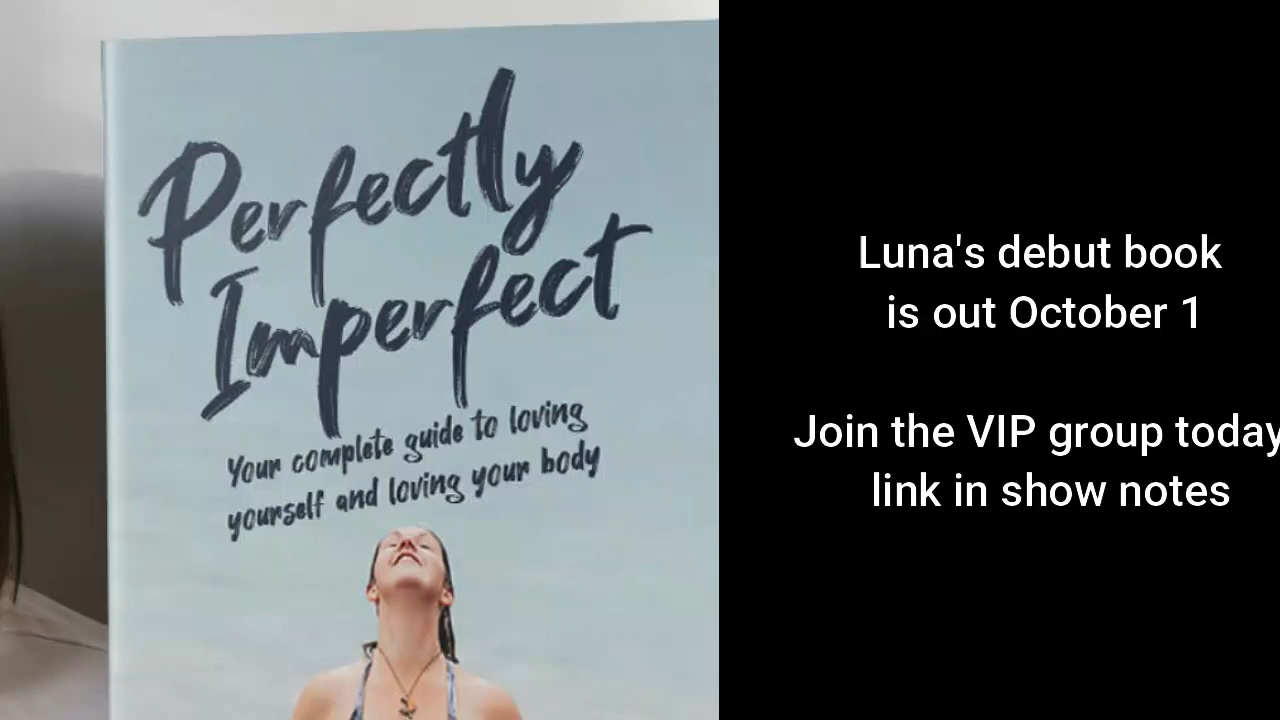 Perfectly
Imperfect
Your complete guide to loving
yourself and loving your body
Luna's debut book
is out October 1
Join the VIP group today
link in show notes